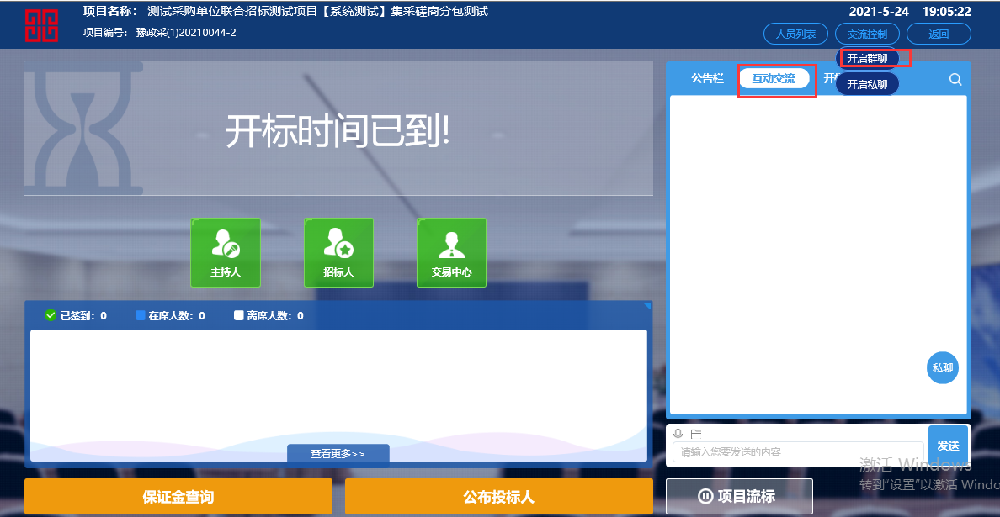 项目名称： 测试采购单位联合招标测试项目【系统测试】集采磋商分包测试
2021-5-24 19:05:22
项目编号： 豫政采(1)20210044-2
人员列表 交流控制 返回
开启群聊
开启私聊
公告栏 互动交流 开
开标时间已到!
主持人 招标人 交易中心
已签到：0 在席人数：0 离席人数：0
私聊
查看更多>>
请输入您要发送的内容
发送
激活 Windows
转到"设置"以激活 Windo
保证金查询 公布投标人 项目流标